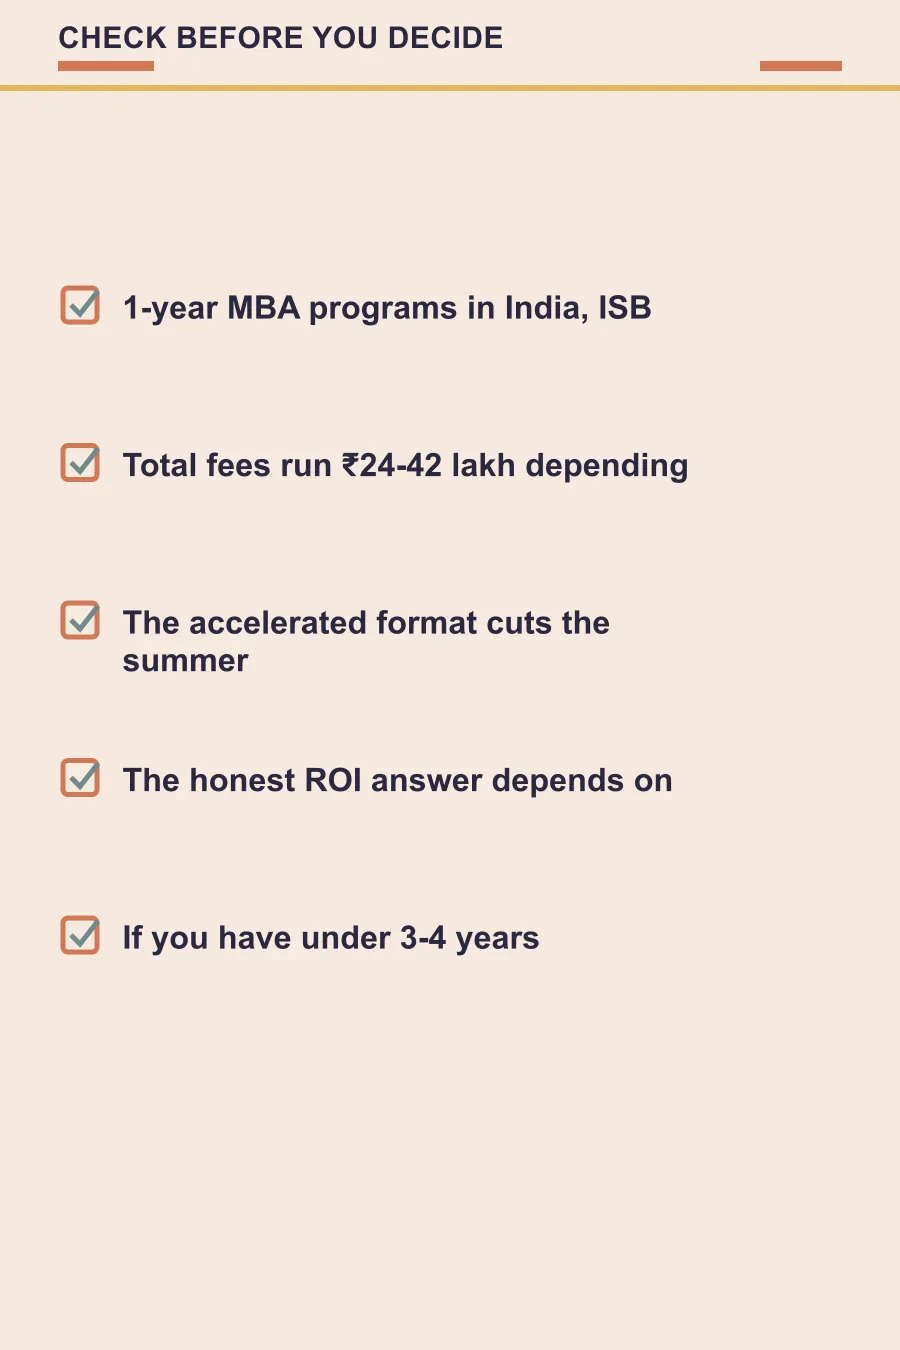 CHECK BEFORE YOU DECIDE
1-year MBA programs in India, ISB
Total fees run ₹24-42 lakh depending
The accelerated format cuts the
summer
The honest ROI answer depends on
If you have under 3-4 years